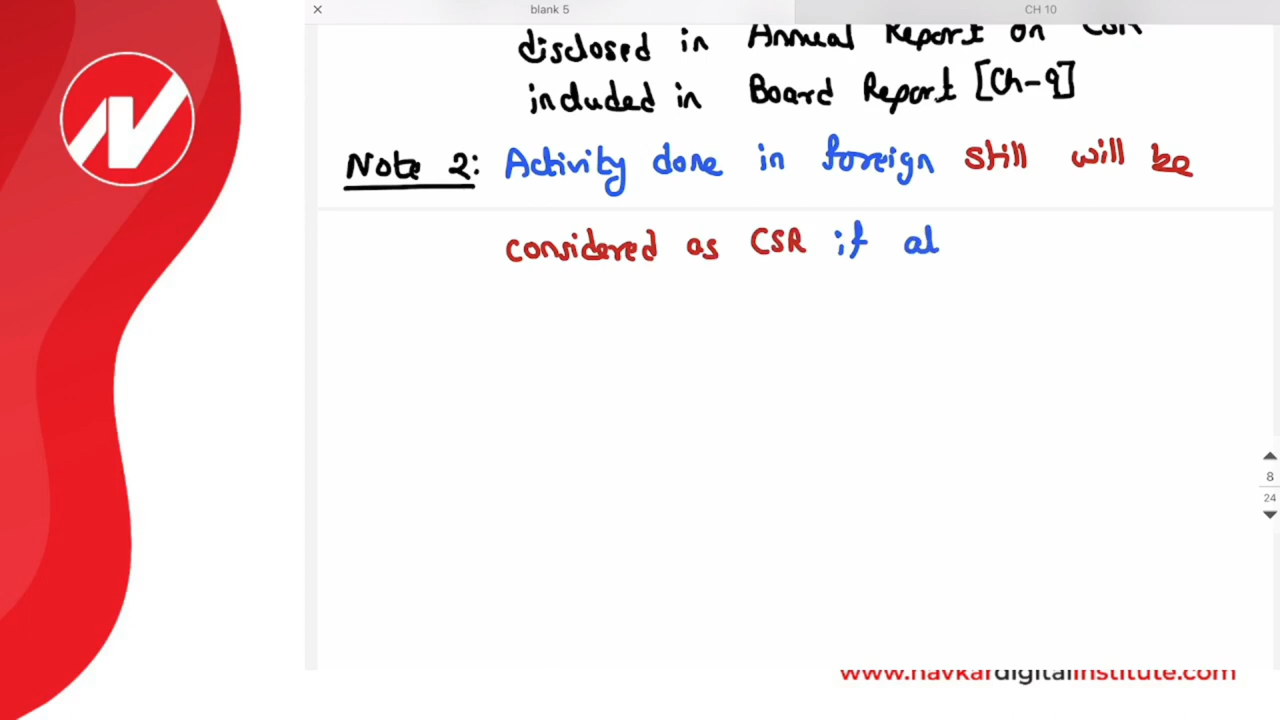 blank 5
CH 10
disclosed in Annual Report on CSR
included in Board Report [Ch-9]
Note 2: Activity done in foreign still will be
considered as CSR if al
8
24
www.navkardigitalinstitute.com